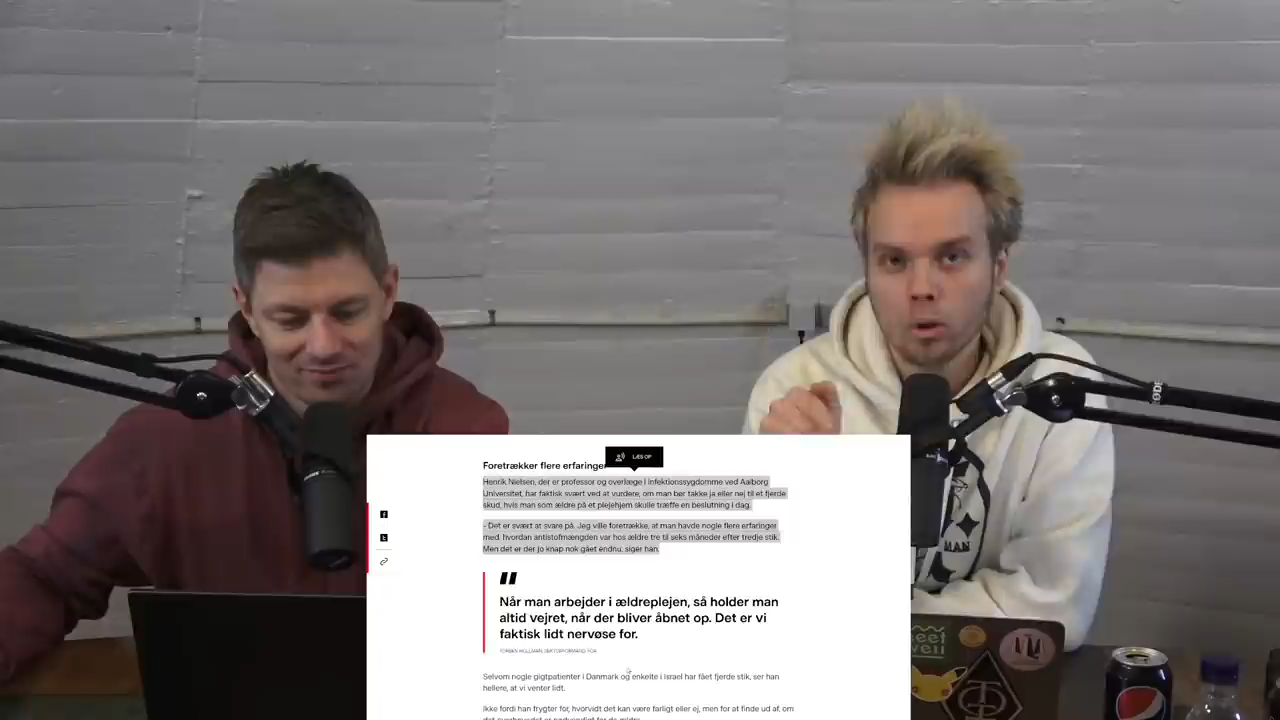 Foretrækker flere erfaringer
LÆS OP
Henrik Nielsen, der er professor og overlæge i infektionssygdomme ved Aalborg
Universitet, har faktisk svært ved at vurdere, om man bør takke ja eller nej til et fjerde
skud, hvis man som ældre på et plejehjem skulle træffe en beslutning i dag.
- Det er svært at svare på. Jeg ville foretrække, at man havde nogle flere erfaringer
med, hvordan antistofmængden var hos ældre tre til seks måneder efter tredje stik.
Men det er der jo knap nok gået endnu, siger han.
Når man arbejder i ældreplejen, så holder man
altid vejret, når der bliver åbnet op. Det er vi
faktisk lidt nervøse for.
TORBEN HOLLMAN, SEKTORFORMAND, FOA
Selvom nogle gigtpatienter i Danmark og enkelte i Israel har fået fjerde stik, ser han
hellere, at vi venter lidt.
Ikke fordi han frygter for, hvorvidt det kan være farligt eller ej, men for at finde ud af, om
RØDE
MAN